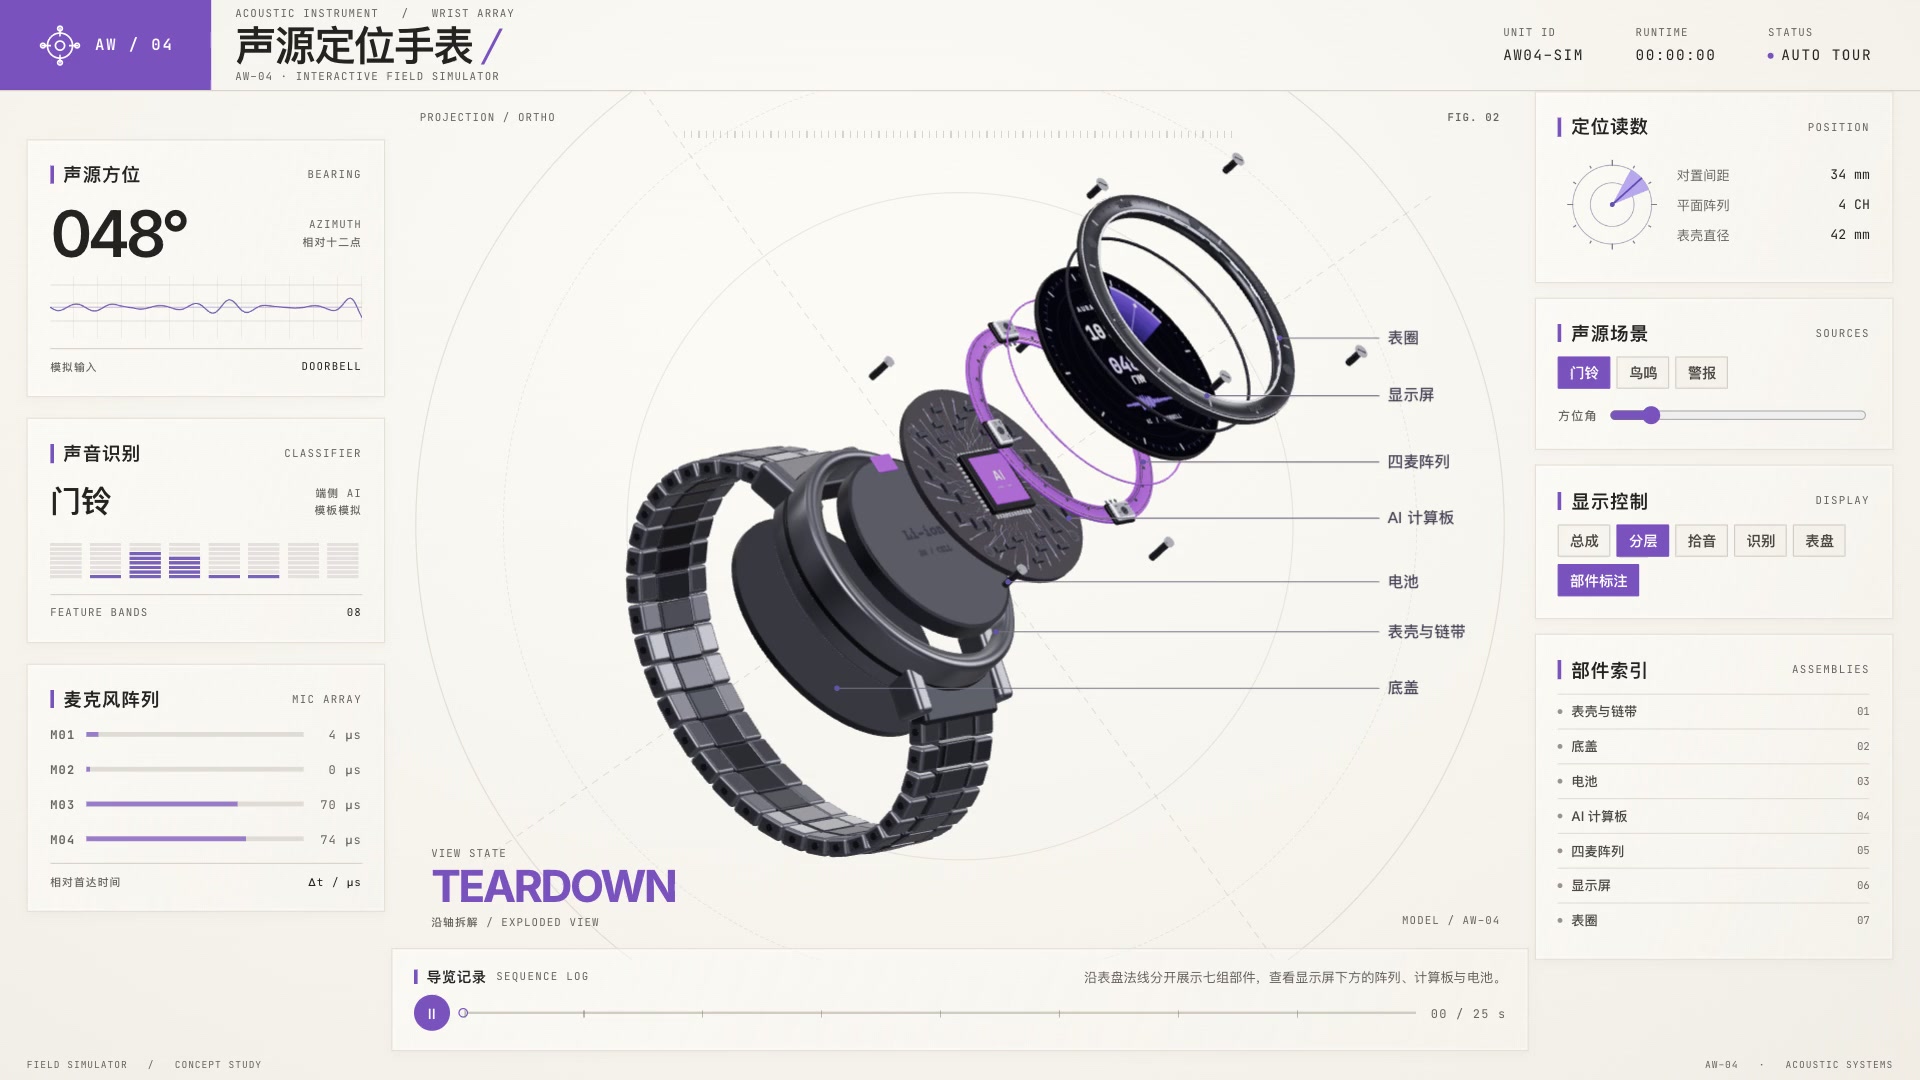 AW / 04
ACOUSTIC INSTRUMENT / WRIST ARRAY
声源定位手表 /
AW-04 · INTERACTIVE FIELD SIMULATOR
UNIT ID
AW04-SIM
RUNTIME
00:00:00
STATUS
AUTO TOUR
声源方位
BEARING
048°
AZIMUTH
相对十二点
模拟输入
DOORBELL
声音识别
CLASSIFIER
门铃
端侧 AI
模板模拟
FEATURE BANDS
08
麦克风阵列
MIC ARRAY
M01 4 μs
M02 0 μs
M03 70 μs
M04 74 μs
相对首达时间
Δt / μs
PROJECTION / ORTHO
FIG. 02
AURA
18
AI
Li-ion
表圈
显示屏
四麦阵列
AI 计算板
电池
表壳与链带
底盖
VIEW STATE
TEARDOWN
沿轴拆解 / EXPLODED VIEW
MODEL / AW-04
导览记录 SEQUENCE LOG
沿表盘法线分开展示七组部件，查看显示屏下方的阵列、计算板与电池。
00 / 25 s
定位读数
POSITION
对置间距 34 mm
平面阵列 4 CH
表壳直径 42 mm
声源场景
SOURCES
门铃 鸟鸣 警报
方位角
显示控制
DISPLAY
总成 分层 拾音 识别 表盘
部件标注
部件索引
ASSEMBLIES
表壳与链带 01
底盖 02
电池 03
AI 计算板 04
四麦阵列 05
显示屏 06
表圈 07
FIELD SIMULATOR / CONCEPT STUDY
AW-04 · ACOUSTIC SYSTEMS